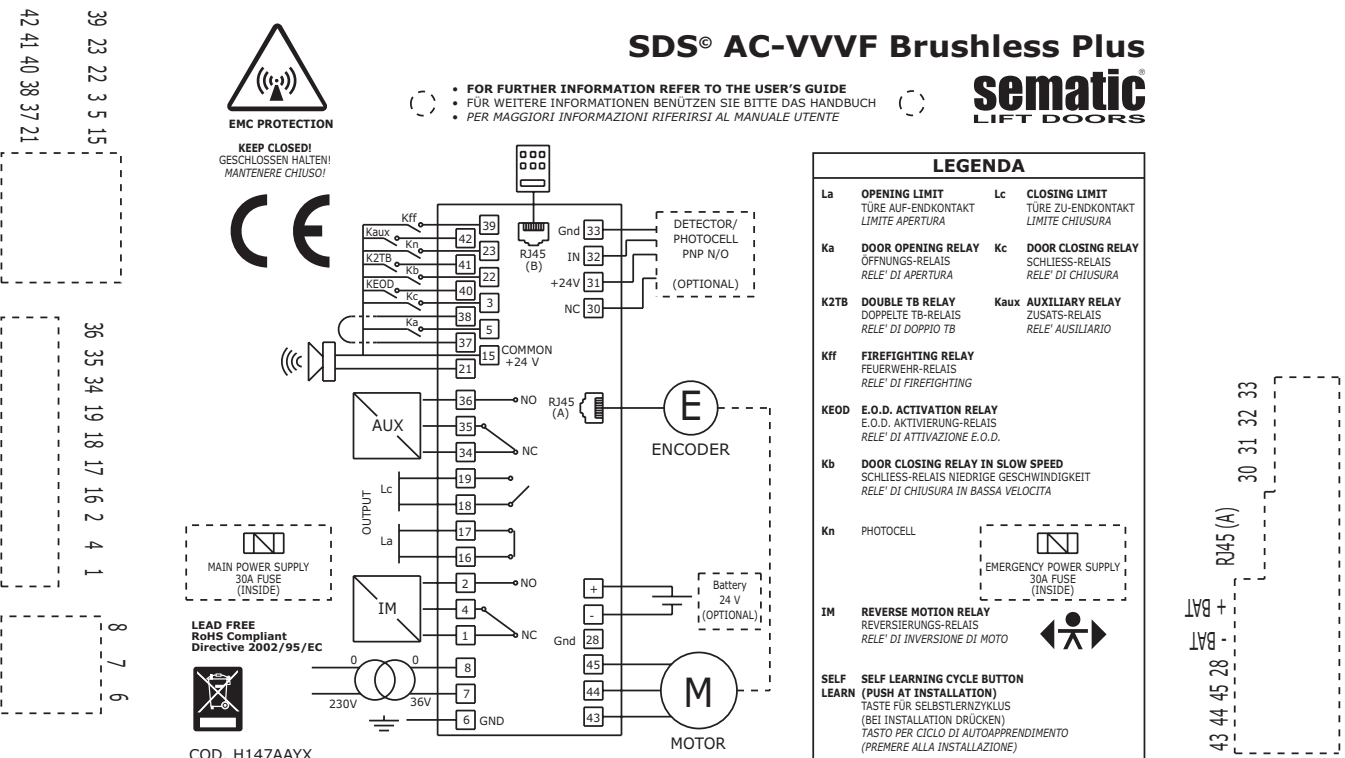 42 41 40 38 37 21
39 23 22 3 5 15
36 35 34 19 18 17 16 2 4 1
8 7 6
EMC PROTECTION
KEEP CLOSED!
GESCHLOSSEN HALTEN!
MANTENERE CHIUSO!
CE
SDS© AC-VVVF Brushless Plus
sematic®
LIFT DOORS
• FOR FURTHER INFORMATION REFER TO THE USER'S GUIDE
• FÜR WEITERE INFORMATIONEN BENÜTZEN SIE BITTE DAS HANDBUCH
• PER MAGGIORI INFORMAZIONI RIFERIRSI AL MANUALE UTENTE
Kff 39
Kaux 42
Kn 23
K2TB 41
Kb 22
KEOD 40
Kc 3
38
Ka 5
37
15 COMMON
+24 V
21
RJ45
(B)
Gnd 33
IN 32
+24V 31
NC 30
DETECTOR/
PHOTOCELL
PNP N/O
(OPTIONAL)
AUX
36 NO
35
34 NC
RJ45
(A)
E
ENCODER
OUTPUT
Lc
19
18
La
17
16
IM
2 NO
4
1 NC
+
-
Battery
24 V
(OPTIONAL)
Gnd 28
45
44
43
M
MOTOR
0 0
230V 36V
8
7
6 GND
MAIN POWER SUPPLY
30A FUSE
(INSIDE)
LEAD FREE
RoHS Compliant
Directive 2002/95/EC
COD. H147AAYX
LEGENDA
La OPENING LIMIT
TÜRE AUF-ENDKONTAKT
LIMITE APERTURA
Lc CLOSING LIMIT
TÜRE ZU-ENDKONTAKT
LIMITE CHIUSURA
Ka DOOR OPENING RELAY
ÖFFNUNGS-RELAIS
RELE' DI APERTURA
Kc DOOR CLOSING RELAY
SCHLIESS-RELAIS
RELE' DI CHIUSURA
K2TB DOUBLE TB RELAY
DOPPELTE TB-RELAIS
RELE' DI DOPPIO TB
Kaux AUXILIARY RELAY
ZUSATS-RELAIS
RELE' AUSILIARIO
Kff FIREFIGHTING RELAY
FEUERWEHR-RELAIS
RELE' DI FIREFIGHTING
KEOD E.O.D. ACTIVATION RELAY
E.O.D. AKTIVIERUNG-RELAIS
RELE' DI ATTIVAZIONE E.O.D.
Kb DOOR CLOSING RELAY IN SLOW SPEED
SCHLIESS-RELAIS NIEDRIGE GESCHWINDIGKEIT
RELE' DI CHIUSURA IN BASSA VELOCITA
Kn PHOTOCELL
EMERGENCY POWER SUPPLY
30A FUSE
(INSIDE)
IM REVERSE MOTION RELAY
REVERSIERUNGS-RELAIS
RELE' DI INVERSIONE DI MOTO
SELF LEARN SELF LEARNING CYCLE BUTTON
(PUSH AT INSTALLATION)
TASTE FÜR SELBSTLERNZYKLUS
(BEI INSTALLATION DRÜCKEN)
TASTO PER CICLO DI AUTOAPPRENDIMENTO
(PREMERE ALLA INSTALLAZIONE)
30 31 32 33
RJ45 (A)
+ BAT
- BAT
43 44 45 28